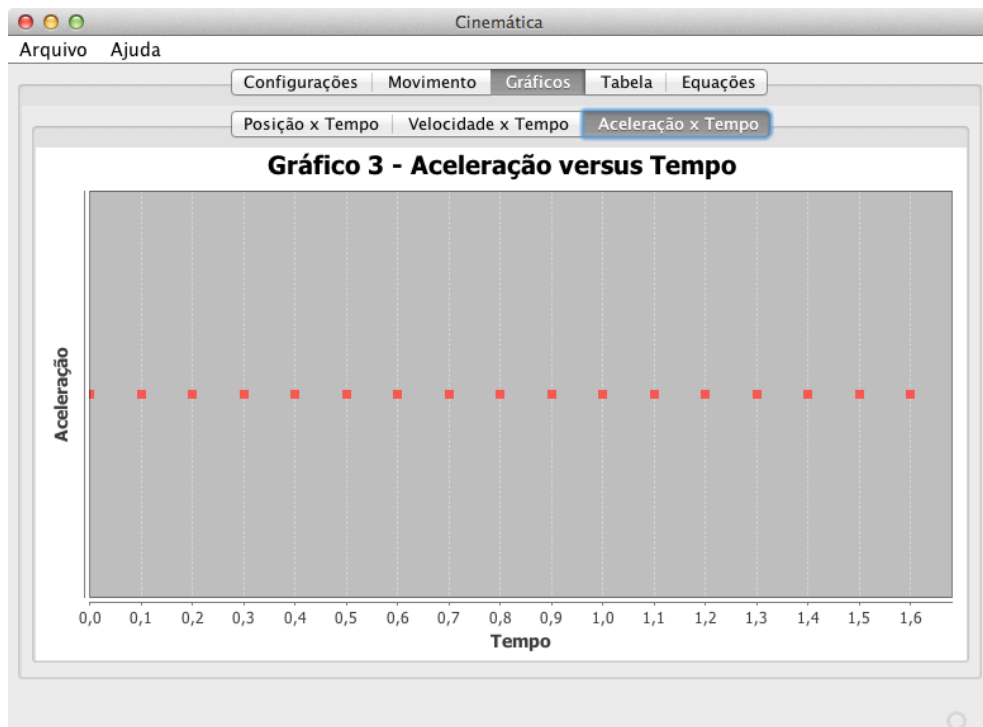 Cinemática
Arquivo Ajuda
Configurações Movimento Gráficos Tabela Equações
Posição x Tempo Velocidade x Tempo Aceleração x Tempo
Gráfico 3 - Aceleração versus Tempo
Aceleração
0,0 0,1 0,2 0,3 0,4 0,5 0,6 0,7 0,8 0,9 1,0 1,1 1,2 1,3 1,4 1,5 1,6
Tempo